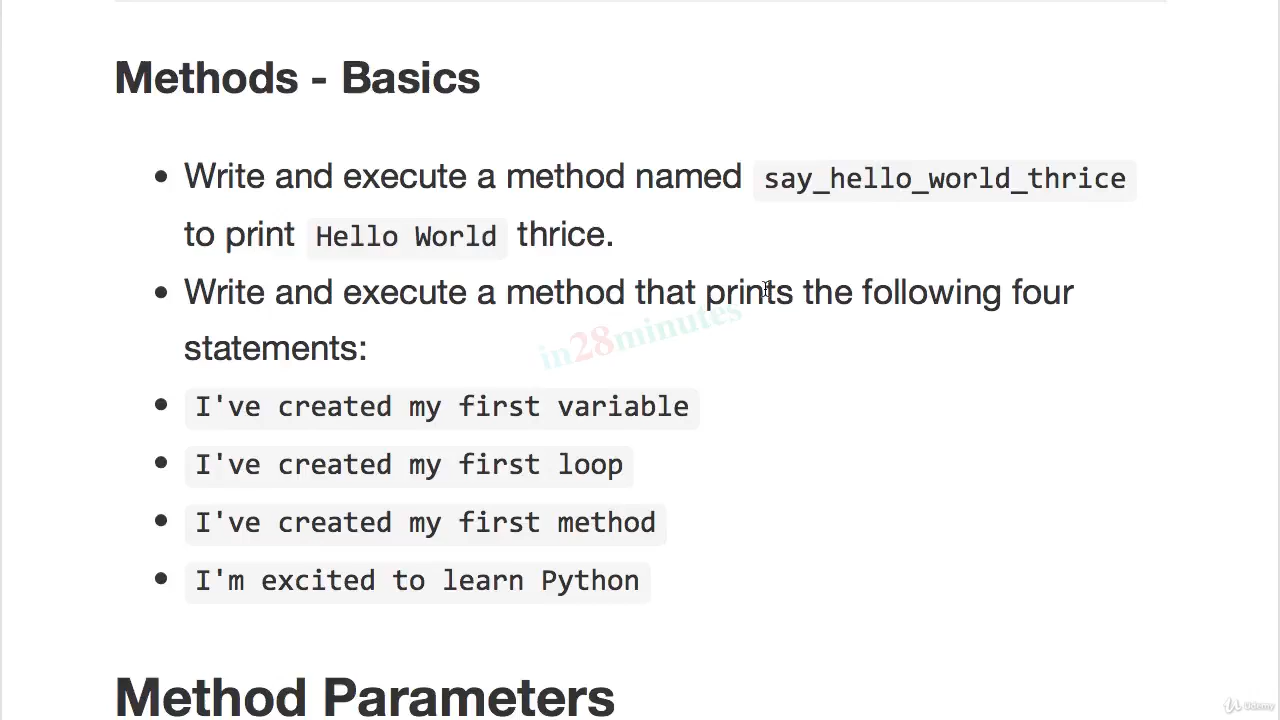 Methods - Basics
• Write and execute a method named say_hello_world_thrice
to print Hello World thrice.
• Write and execute a method that prints the following four
statements:
in28minutes
• I've created my first variable
• I've created my first loop
• I've created my first method
• I'm excited to learn Python
Method Parameters
Udemy